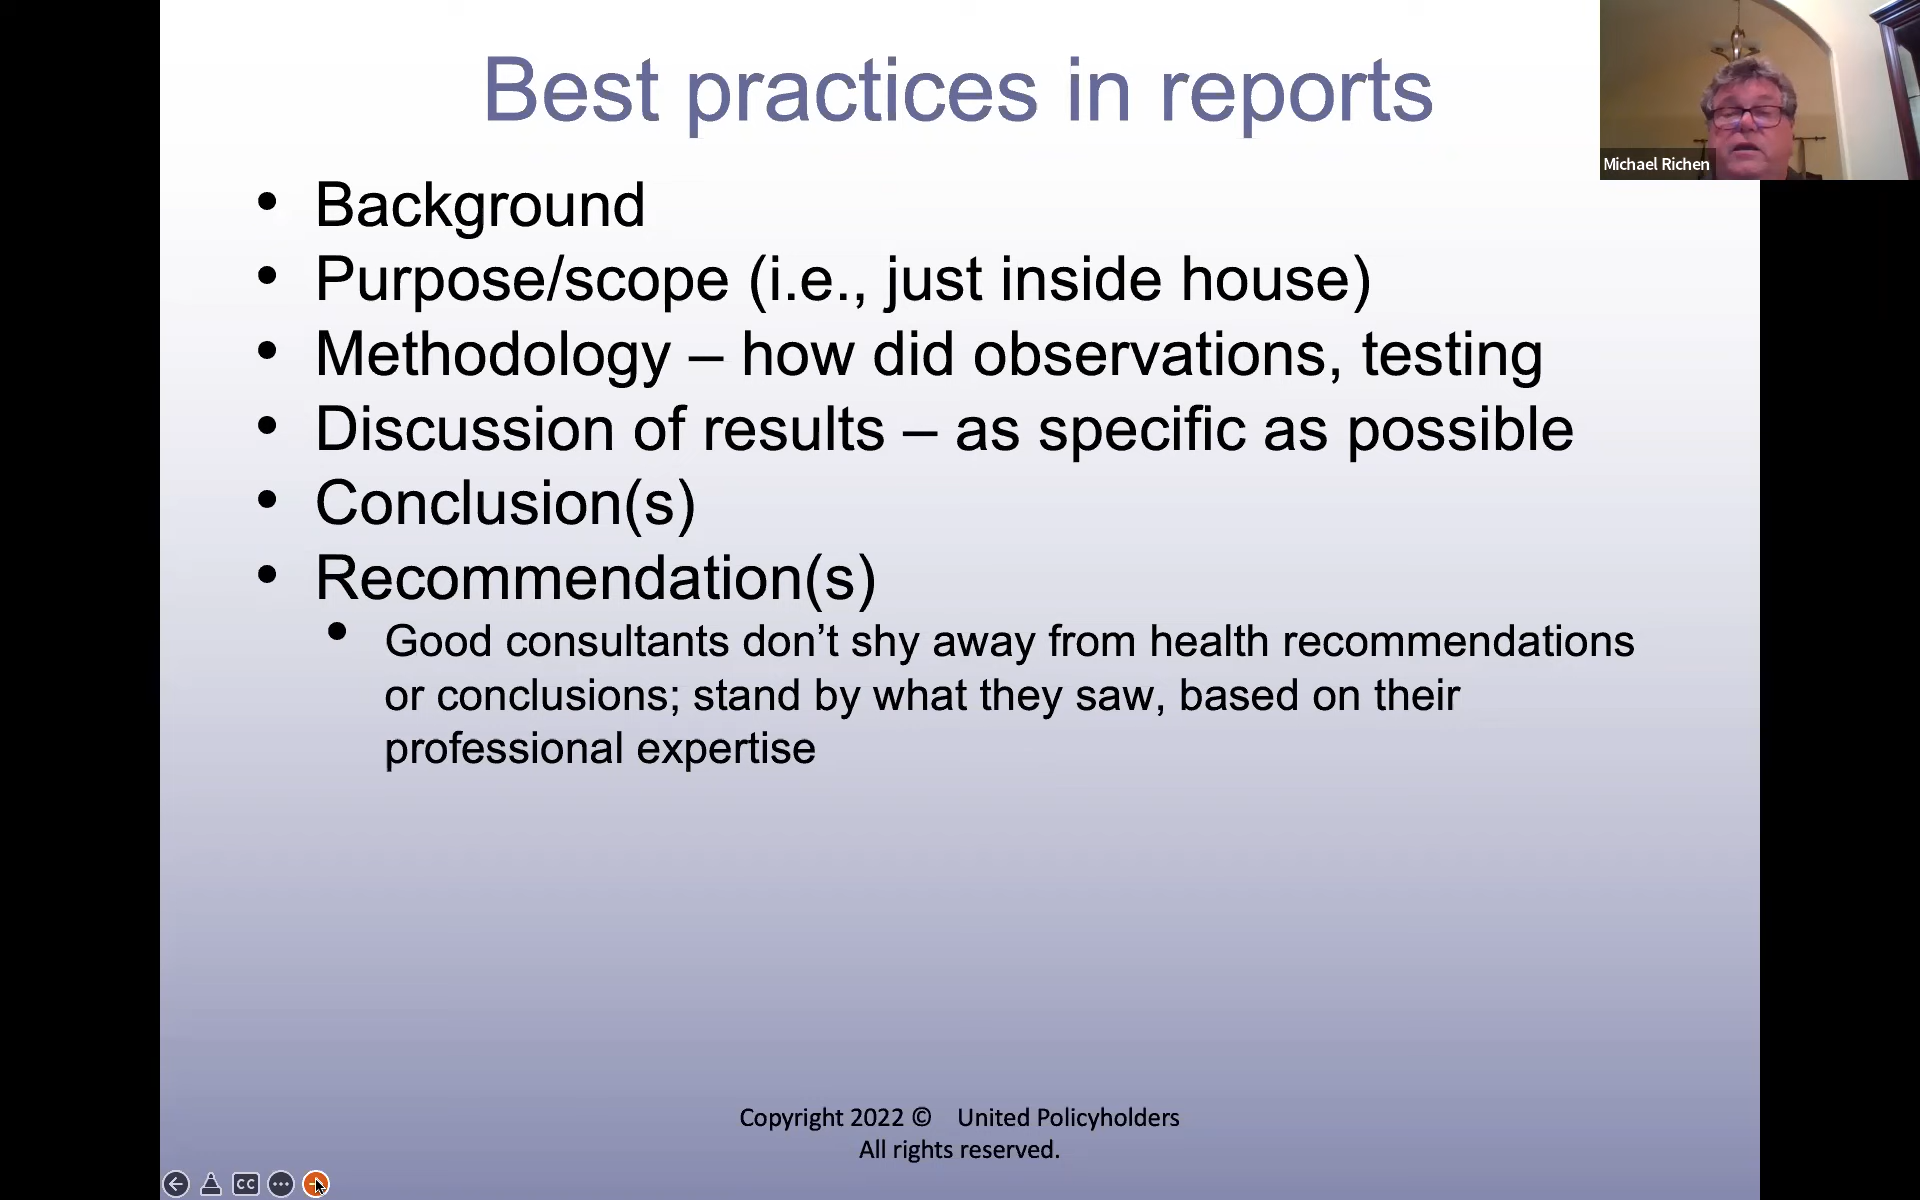 Best practices in reports
Michael Richen
• Background
• Purpose/scope (i.e., just inside house)
• Methodology – how did observations, testing
• Discussion of results – as specific as possible
• Conclusion(s)
• Recommendation(s)
• Good consultants don’t shy away from health recommendations
or conclusions; stand by what they saw, based on their
professional expertise
Copyright 2022 © United Policyholders
All rights reserved.
CC